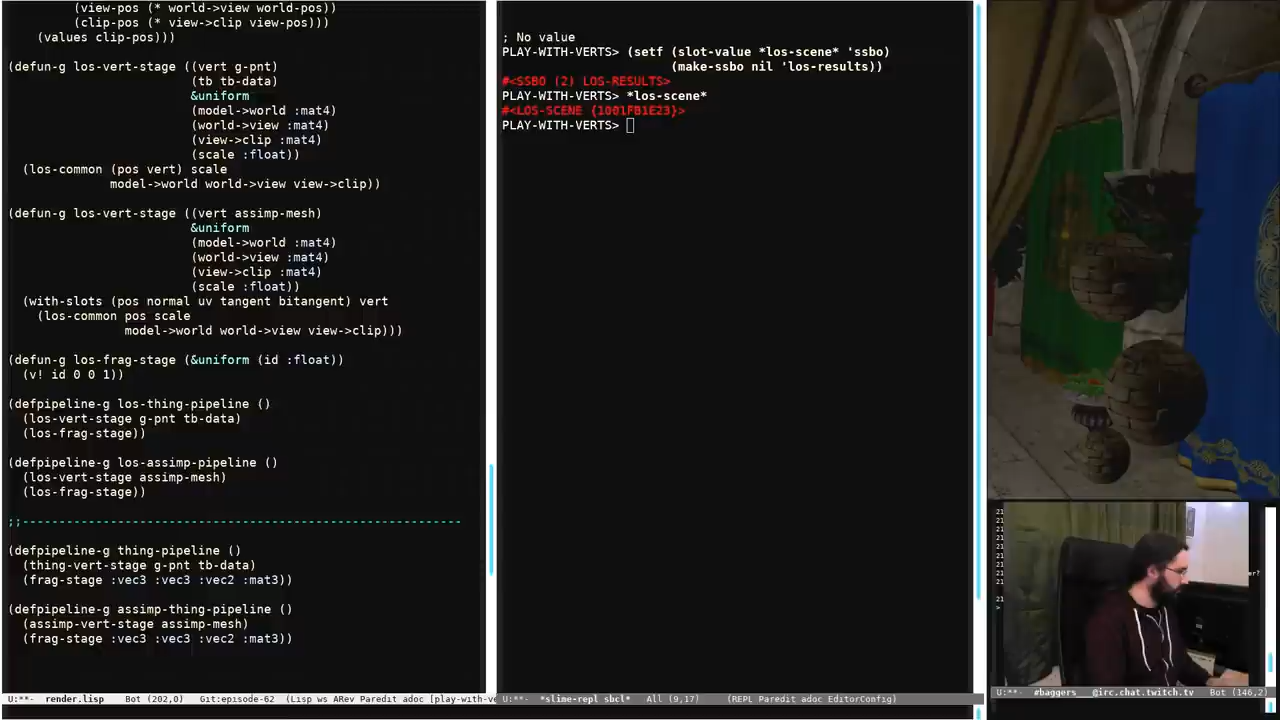 (view-pos (* world->view world-pos))
(clip-pos (* view->clip view-pos)))
(values clip-pos)))
(defun-g los-vert-stage ((vert g-pnt)
(tb tb-data)
&uniform
(model->world :mat4)
(world->view :mat4)
(view->clip :mat4)
(scale :float))
(los-common (pos vert) scale
model->world world->view view->clip))
(defun-g los-vert-stage ((vert assimp-mesh)
&uniform
(model->world :mat4)
(world->view :mat4)
(view->clip :mat4)
(scale :float))
(with-slots (pos normal uv tangent bitangent) vert
(los-common pos scale
model->world world->view view->clip)))
(defun-g los-frag-stage (&uniform (id :float))
(v! id 0 0 1))
(defpipeline-g los-thing-pipeline ()
(los-vert-stage g-pnt tb-data)
(los-frag-stage))
(defpipeline-g los-assimp-pipeline ()
(los-vert-stage assimp-mesh)
(los-frag-stage))
;;------------------------------------------------------------
(defpipeline-g thing-pipeline ()
(thing-vert-stage g-pnt tb-data)
(frag-stage :vec3 :vec3 :vec2 :mat3))
(defpipeline-g assimp-thing-pipeline ()
(assimp-vert-stage assimp-mesh)
(frag-stage :vec3 :vec3 :vec2 :mat3))
U:**- render.lisp Bot (202,0) Git:episode-62 (Lisp ws ARev Paredit adoc [play-with-ve
; No value
PLAY-WITH-VERTS> (setf (slot-value *los-scene* 'ssbo)
(make-ssbo nil 'los-results))
#<SSBO (2) LOS-RESULTS>
PLAY-WITH-VERTS> *los-scene*
#<LOS-SCENE {1001FB1E23}>
PLAY-WITH-VERTS>
U:**- *slime-repl sbcl* All (9,17) (REPL Paredit adoc EditorConfig)
21
21
21
21
21
21
21
21
21
>
U:**- #baggers @irc.chat.twitch.tv Bot (146,2)